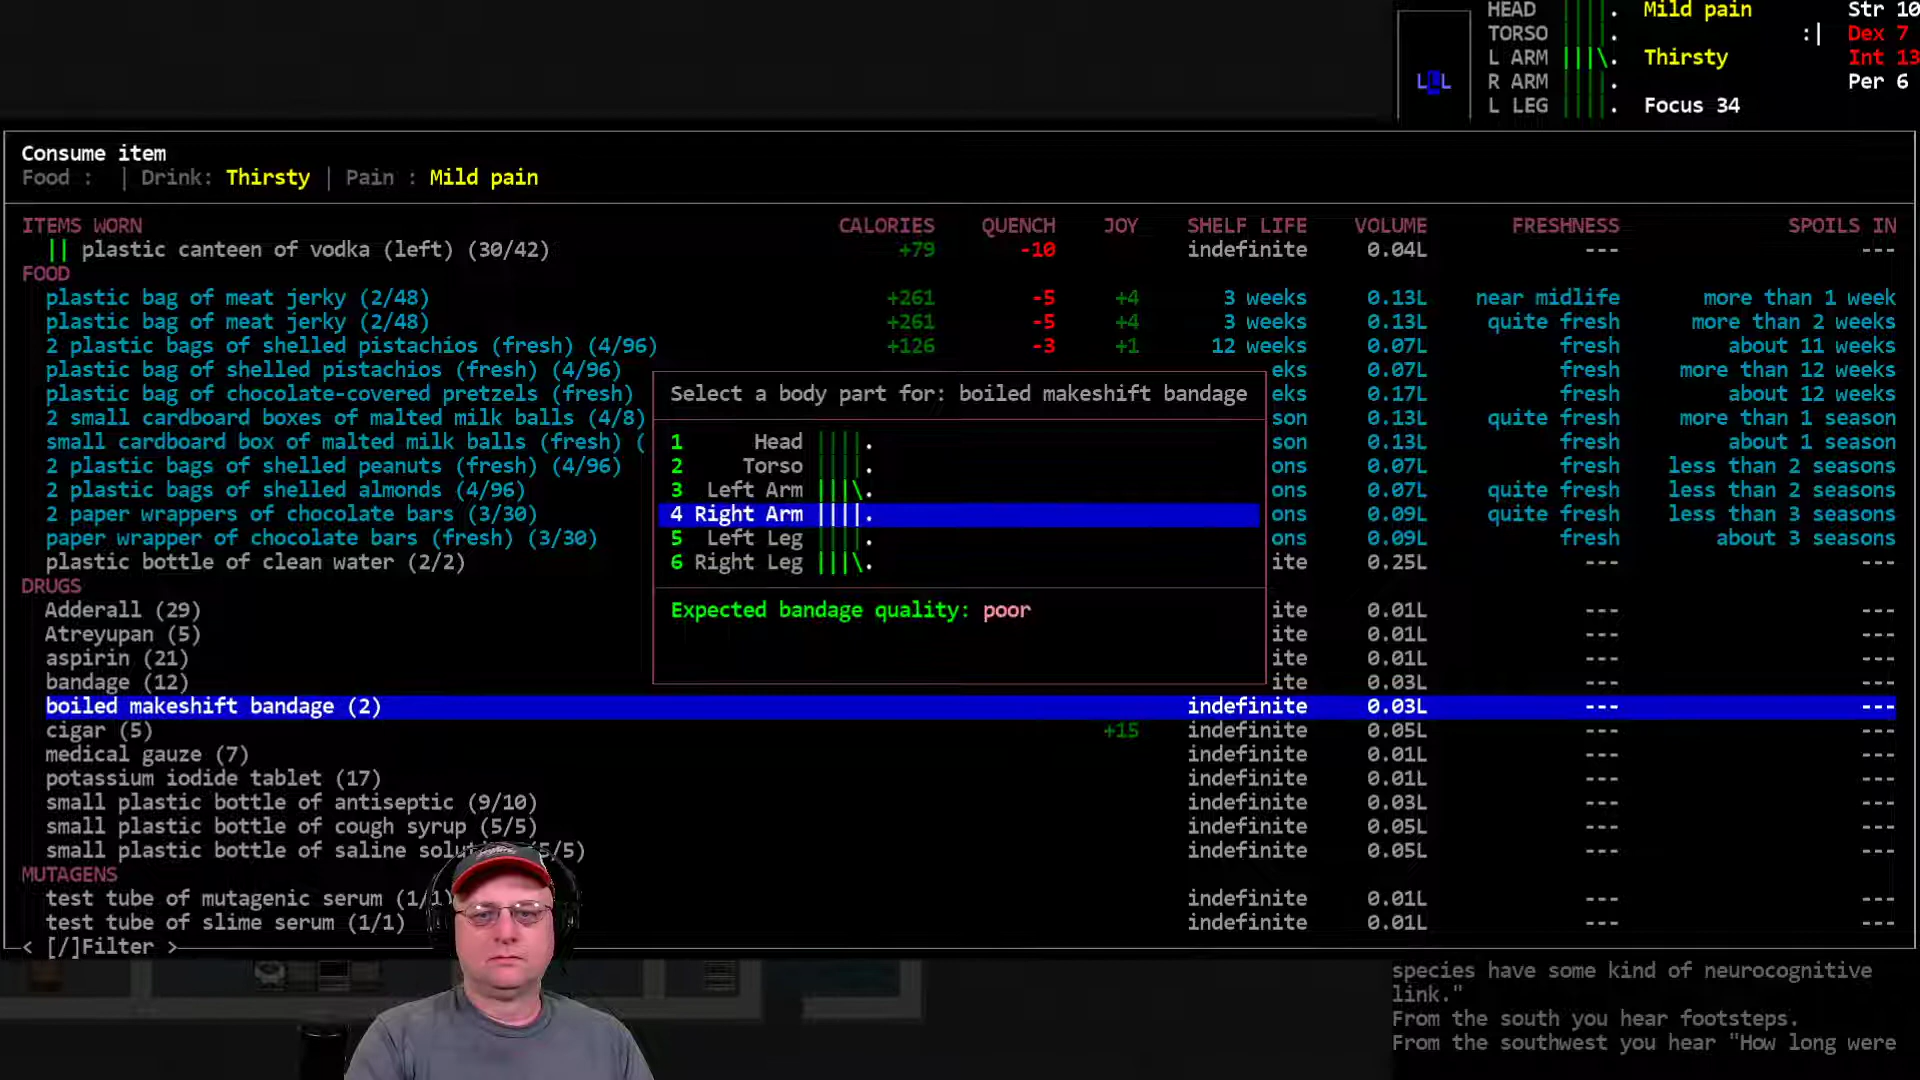 HEAD ||||. Mild pain Str 10
TORSO ||||. :| Dex 7
L ARM |||\. Thirsty Int 13
LLL R ARM ||||. Per 6
L LEG ||||. Focus 34
Consume item
Food : | Drink: Thirsty | Pain : Mild pain
ITEMS WORN CALORIES QUENCH JOY SHELF LIFE VOLUME FRESHNESS SPOILS IN
|| plastic canteen of vodka (left) (30/42) +79 -10 indefinite 0.04L --- ---
FOOD
plastic bag of meat jerky (2/48) +261 -5 +4 3 weeks 0.13L near midlife more than 1 week
plastic bag of meat jerky (2/48) +261 -5 +4 3 weeks 0.13L quite fresh more than 2 weeks
2 plastic bags of shelled pistachios (fresh) (4/96) +126 -3 +1 12 weeks 0.07L fresh about 11 weeks
plastic bag of shelled pistachios (fresh) (4/96) eks 0.07L fresh more than 12 weeks
plastic bag of chocolate-covered pretzels (fresh) eks 0.17L fresh about 12 weeks
2 small cardboard boxes of malted milk balls (4/8) son 0.13L quite fresh more than 1 season
small cardboard box of malted milk balls (fresh) ( son 0.13L fresh about 1 season
2 plastic bags of shelled peanuts (fresh) (4/96) ons 0.07L fresh less than 2 seasons
2 plastic bags of shelled almonds (4/96) ons 0.07L quite fresh less than 2 seasons
2 paper wrappers of chocolate bars (3/30) ons 0.09L quite fresh less than 3 seasons
paper wrapper of chocolate bars (fresh) (3/30) ons 0.09L fresh about 3 seasons
plastic bottle of clean water (2/2) ite 0.25L --- ---
DRUGS
Adderall (29) ite 0.01L --- ---
Atreyupan (5) ite 0.01L --- ---
aspirin (21) ite 0.01L --- ---
bandage (12) ite 0.03L --- ---
boiled makeshift bandage (2) indefinite 0.03L --- ---
cigar (5) +15 indefinite 0.05L --- ---
medical gauze (7) indefinite 0.01L --- ---
potassium iodide tablet (17) indefinite 0.01L --- ---
small plastic bottle of antiseptic (9/10) indefinite 0.03L --- ---
small plastic bottle of cough syrup (5/5) indefinite 0.05L --- ---
small plastic bottle of saline 5/5) indefinite 0.05L --- ---
MUTAGENS
test tube of mutagenic serum (1/1) indefinite 0.01L --- ---
test tube of slime serum (1/1) indefinite 0.01L --- ---
< [/]Filter >
Select a body part for: boiled makeshift bandage
1 Head ||||.
2 Torso ||||.
3 Left Arm |||\.
4 Right Arm ||||.
5 Left Leg ||||.
6 Right Leg |||\.
Expected bandage quality: poor
species have some kind of neurocognitive
link."
From the south you hear footsteps.
From the southwest you hear "How long were